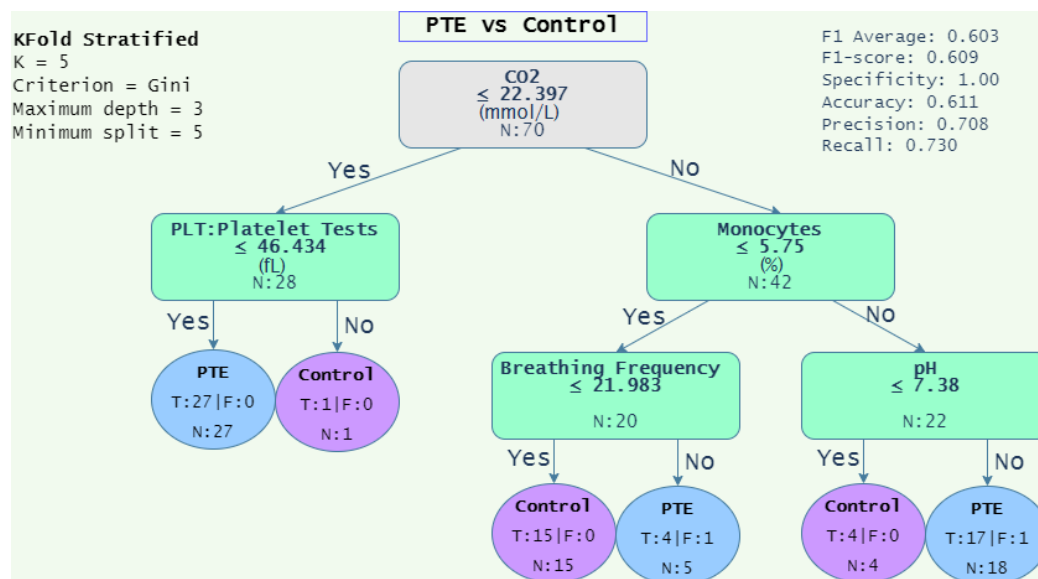 PTE vs Control
KFold Stratified
K = 5
Criterion = Gini
Maximum depth = 3
Minimum split = 5
F1 Average: 0.603
F1-score: 0.609
Specificity: 1.00
Accuracy: 0.611
Precision: 0.708
Recall: 0.730
CO2
≤ 22.397
(mmol/L)
N:70
Yes
No
PLT:Platelet Tests
≤ 46.434
(fL)
N:28
Monocytes
≤ 5.75
(%)
N:42
Yes
No
Yes
No
PTE
T:27|F:0
N:27
Control
T:1|F:0
N:1
Breathing Frequency
≤ 21.983
N:20
pH
≤ 7.38
N:22
Yes
No
Yes
No
Control
T:15|F:0
N:15
PTE
T:4|F:1
N:5
Control
T:4|F:0
N:4
PTE
T:17|F:1
N:18